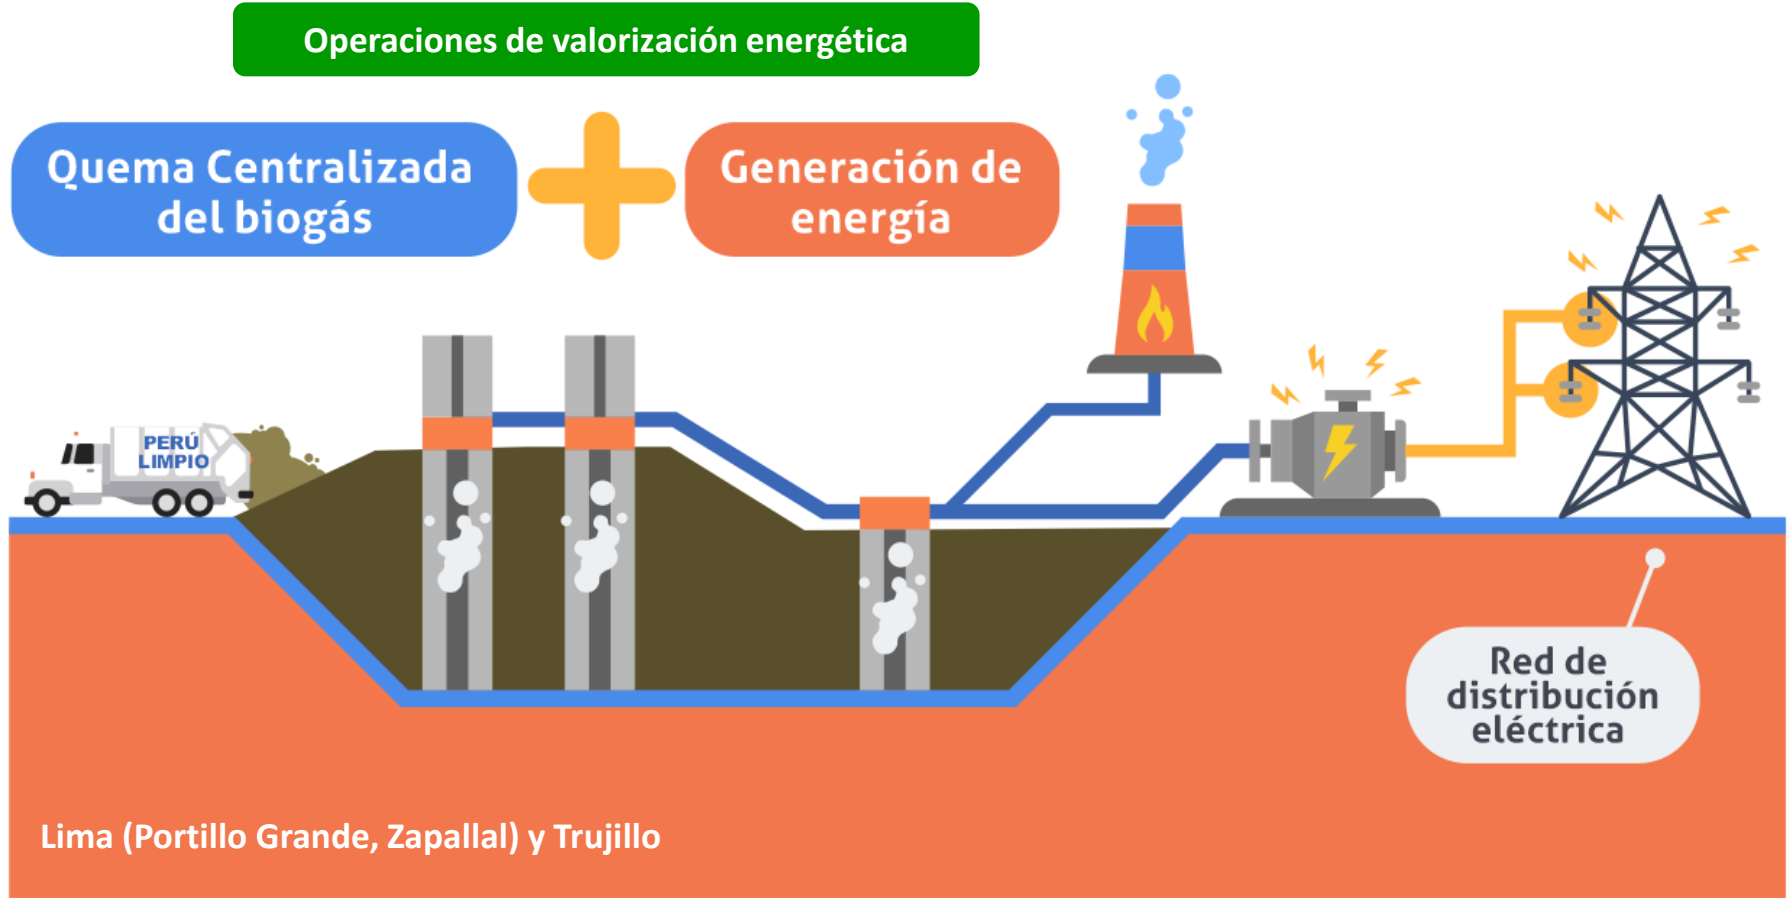 Operaciones de valorización energética
Quema Centralizada
del biogás
Generación de
energía
PERÚ
LIMPIO
Red de
distribución
eléctrica
Lima (Portillo Grande, Zapallal) y Trujillo